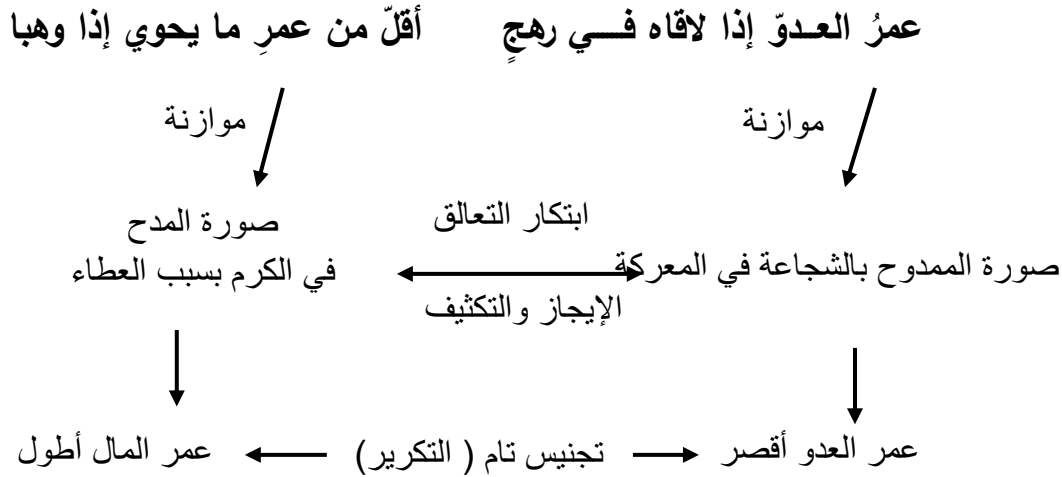 عمرُ العـدوّ إذا لاقاه فـــي رهجٍ أقلّ من عمرِ ما يحوي إذا وهبا
موازنة موازنة
ابتكار التعالق صورة المدح
صورة الممدوح بالشجاعة في المعركة في الكرم بسبب العطاء
الإيجاز والتكثيف
عمر العدو أقصر تجنيس تام ( التكرير) عمر المال أطول